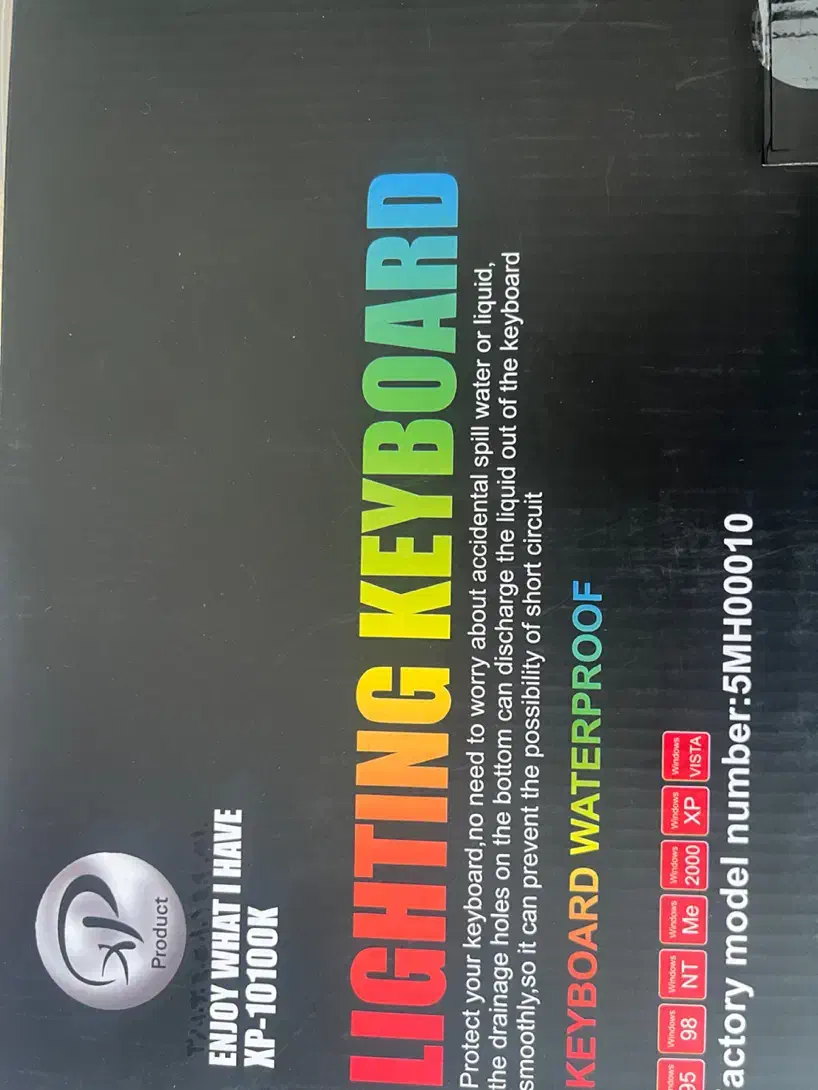 XP
Product
ENJOY WHAT I HAVE
XP-10100K
LIGHTING KEYBOARD
Protect your keyboard,no need to worry about accidental spill water or liquid,
the drainage holes on the bottom can discharge the liquid out of the keyboard
smoothly,so it can prevent the possibility of short circuit
KEYBOARD WATERPROOF
95 Windows 98 Windows NT Windows Me Windows 2000 Windows XP Windows VISTA
actory model number:5MH00010